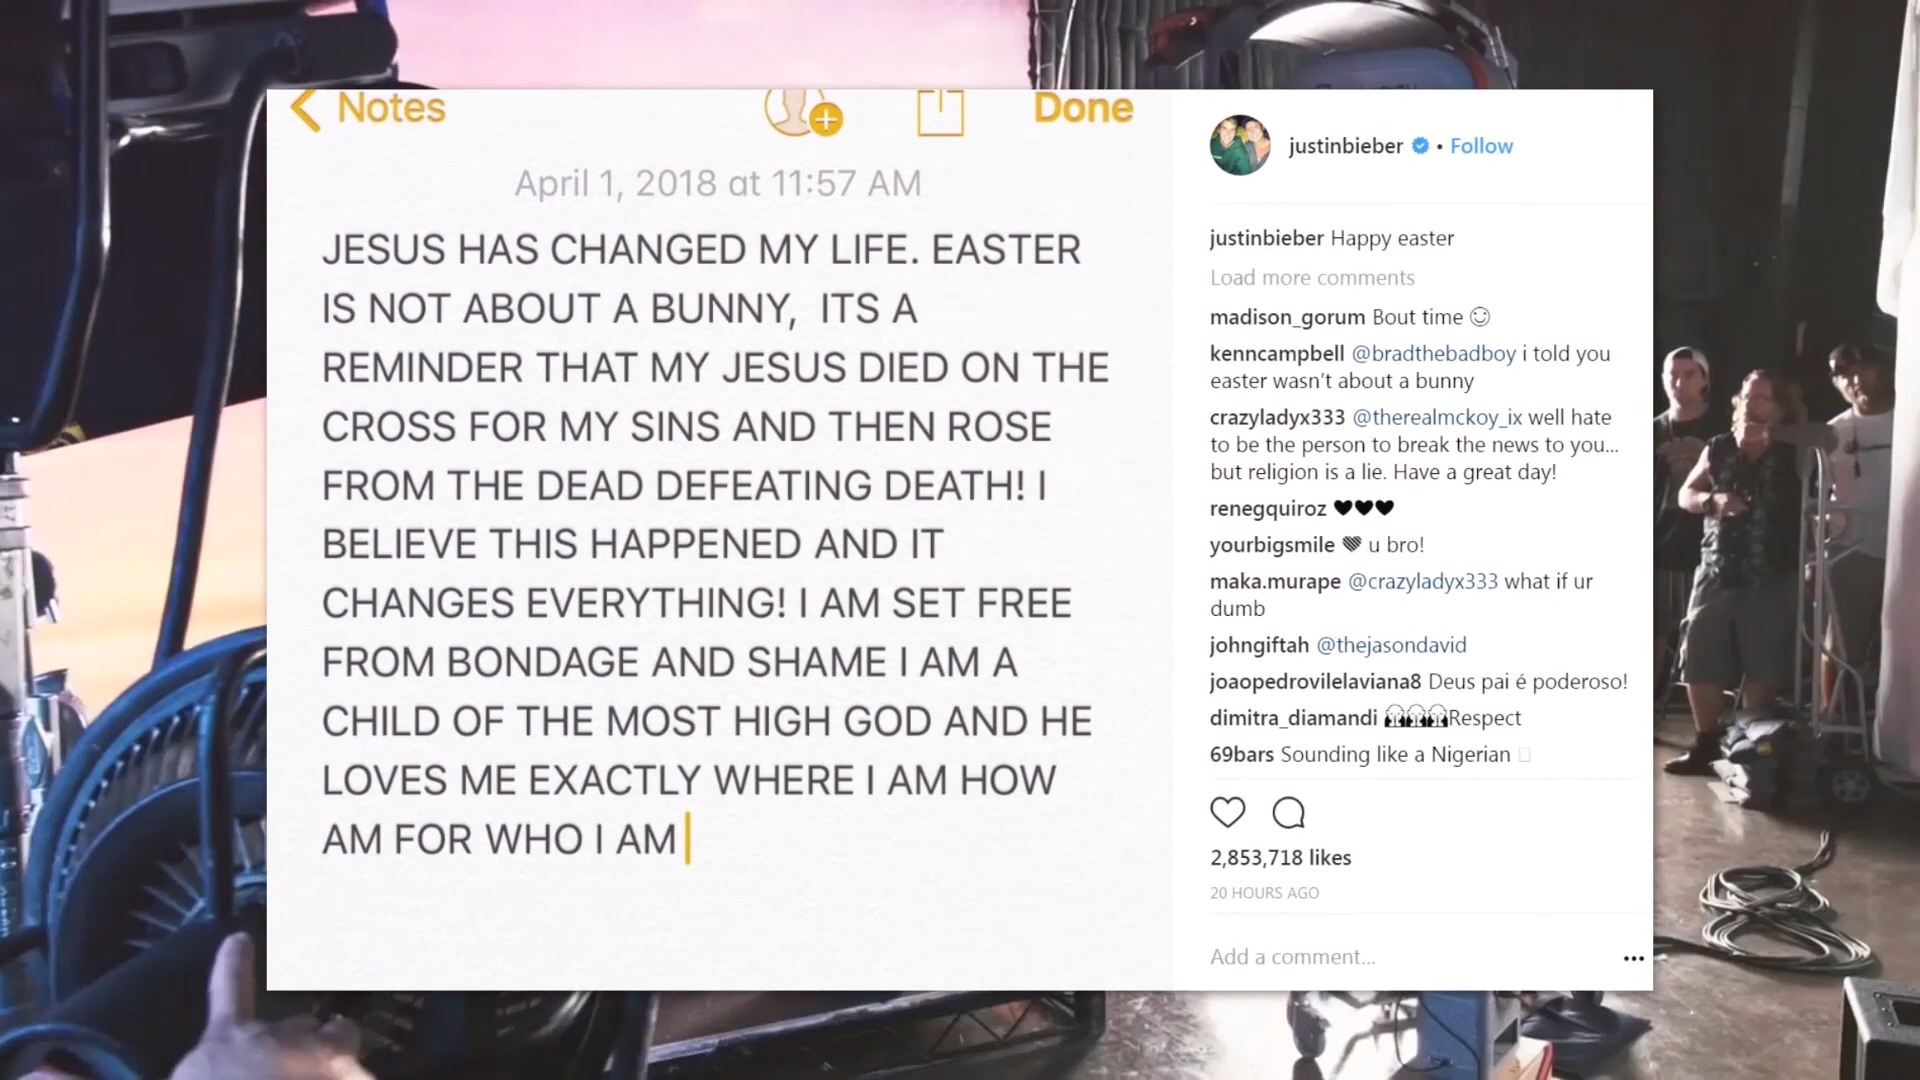 Notes
Done
April 1, 2018 at 11:57 AM
JESUS HAS CHANGED MY LIFE. EASTER
IS NOT ABOUT A BUNNY,  ITS A
REMINDER THAT MY JESUS DIED ON THE
CROSS FOR MY SINS AND THEN ROSE
FROM THE DEAD DEFEATING DEATH! I
BELIEVE THIS HAPPENED AND IT
CHANGES EVERYTHING! I AM SET FREE
FROM BONDAGE AND SHAME I AM A
CHILD OF THE MOST HIGH GOD AND HE
LOVES ME EXACTLY WHERE I AM HOW
AM FOR WHO I AM
justinbieber • Follow
justinbieber Happy easter
Load more comments
madison_gorum Bout time ☺
kenncampbell @bradthebadboy i told you
easter wasn't about a bunny
crazyladyx333 @therealmckoy_ix well hate
to be the person to break the news to you...
but religion is a lie. Have a great day!
renegquiroz ♥♥♥
yourbigsmile u bro!
maka.murape @crazyladyx333 what if ur
dumb
johngiftah @thejasondavid
joaopedrovilelaviana8 Deus pai é poderoso!
dimitra_diamandi Respect
69bars Sounding like a Nigerian
2,853,718 likes
20 HOURS AGO
Add a comment...